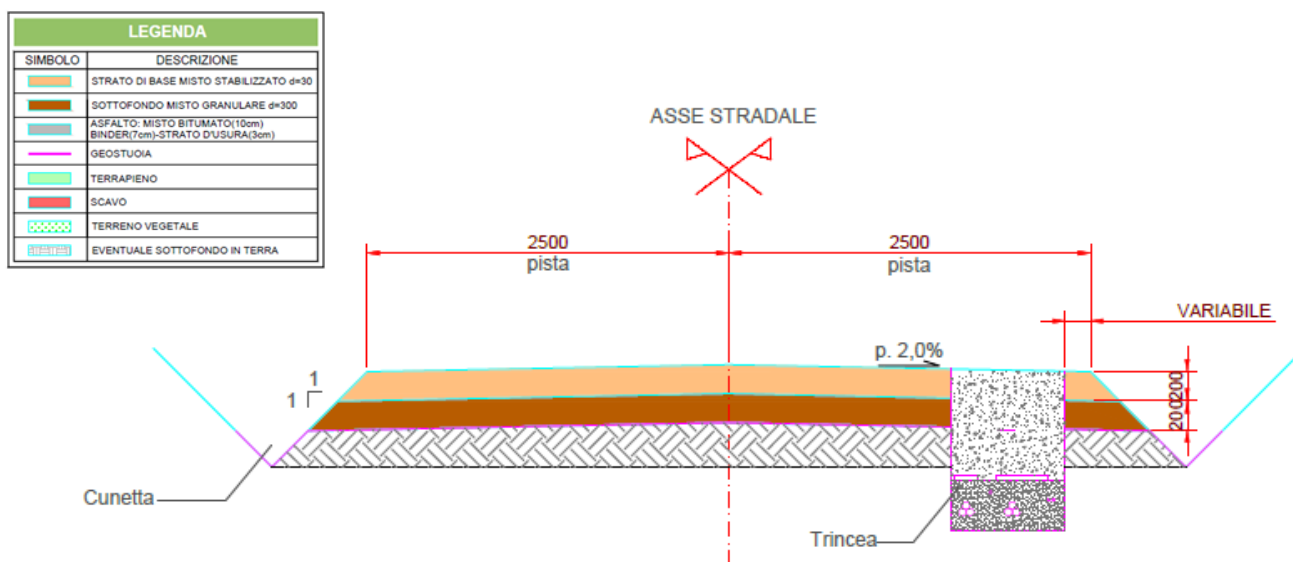 LEGENDA
SIMBOLO DESCRIZIONE
STRATO DI BASE MISTO STABILIZZATO d=30
SOTTOFONDO MISTO GRANULARE d=300
ASFALTO: MISTO BITUMATO(10cm)
BINDER(7cm)-STRATO D'USURA(3cm)
GEOSTUOIA
TERRAPIENO
SCAVO
TERRENO VEGETALE
EVENTUALE SOTTOFONDO IN TERRA
ASSE STRADALE
2500 2500
pista pista
VARIABILE
p. 2,0%
1
1
200
200
Cunetta
Trincea